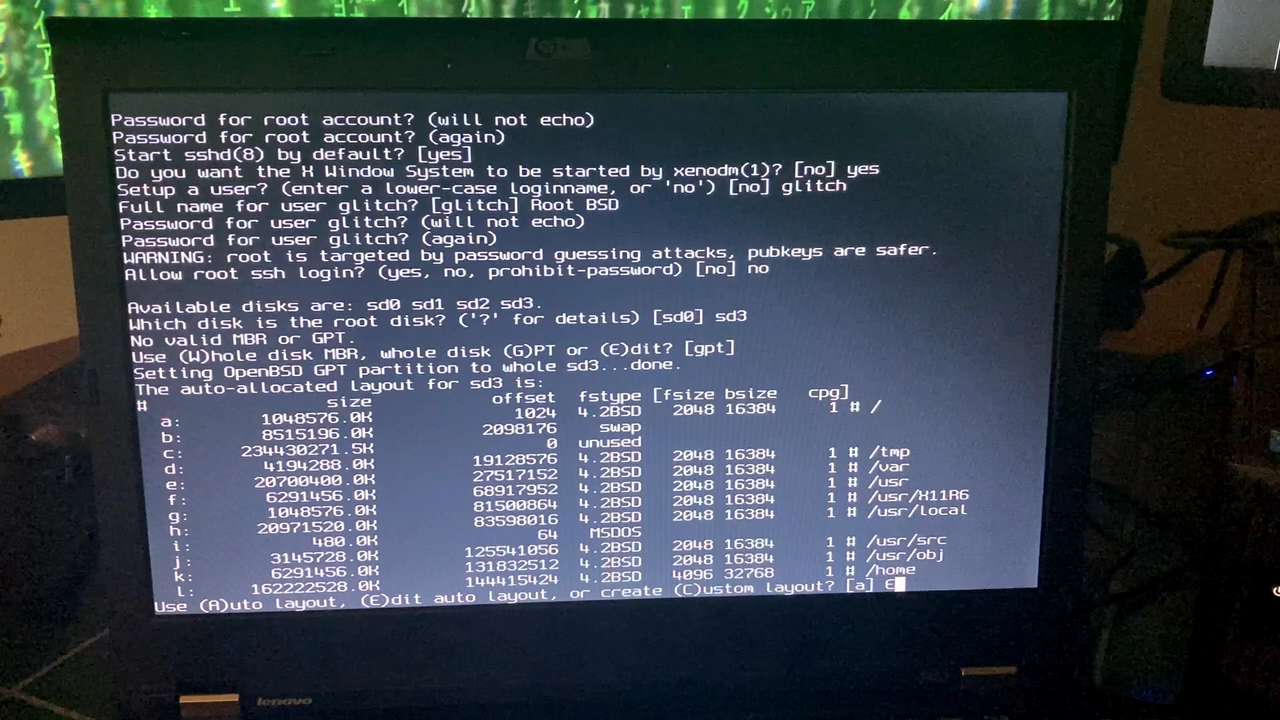 Password for root account? (will not echo)
Password for root account? (again)
Start sshd(8) by default? [yes]
Do you want the X Window System to be started by xenodm(1)? [no] yes
Setup a user? (enter a lower-case loginname, or 'no') [no] glitch
Full name for user glitch? [glitch] Root BSD
Password for user glitch? (will not echo)
Password for user glitch? (again)
WARNING: root is targeted by password guessing attacks, pubkeys are safer.
Allow root ssh login? (yes, no, prohibit-password) [no] no
Available disks are: sd0 sd1 sd2 sd3.
Which disk is the root disk? ('?' for details) [sd0] sd3
No valid MBR or GPT.
Use (W)hole disk MBR, whole disk (G)PT or (E)dit? [gpt]
Setting OpenBSD GPT partition to whole sd3...done.
The auto-allocated layout for sd3 is:
# size offset fstype [fsize bsize cpg]
a: 1048576.0K 1024 4.2BSD 2048 16384 1 # /
b: 8515196.0K 2098176 swap
c: 234430271.5K 0 unused
d: 4194288.0K 19128576 4.2BSD 2048 16384 1 # /tmp
e: 20700400.0K 27517152 4.2BSD 2048 16384 1 # /var
f: 6291456.0K 68917952 4.2BSD 2048 16384 1 # /usr
g: 1048576.0K 81500864 4.2BSD 2048 16384 1 # /usr/X11R6
h: 20971520.0K 83598016 4.2BSD 2048 16384 1 # /usr/local
i: 480.0K 64 MSDOS
j: 3145728.0K 125541056 4.2BSD 2048 16384 1 # /usr/src
k: 6291456.0K 131832512 4.2BSD 2048 16384 1 # /usr/obj
l: 162222528.0K 144415424 4.2BSD 4096 32768 1 # /home
Use (A)uto layout, (E)dit auto layout, or create (C)ustom layout? [a] E
lenovo